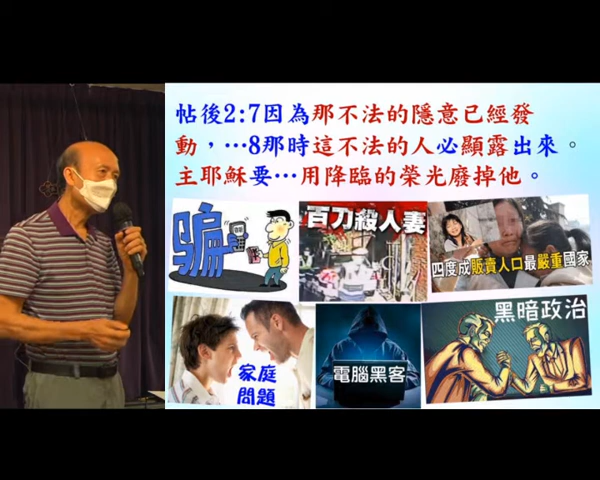 帖後2:7因為那不法的隱意已經發
動，…8那時這不法的人必顯露出來。
主耶穌要…用降臨的榮光廢掉他。
騙
百刀殺人妻
四度成販賣人口最嚴重國家
家庭
問題
電腦黑客
黑暗政治